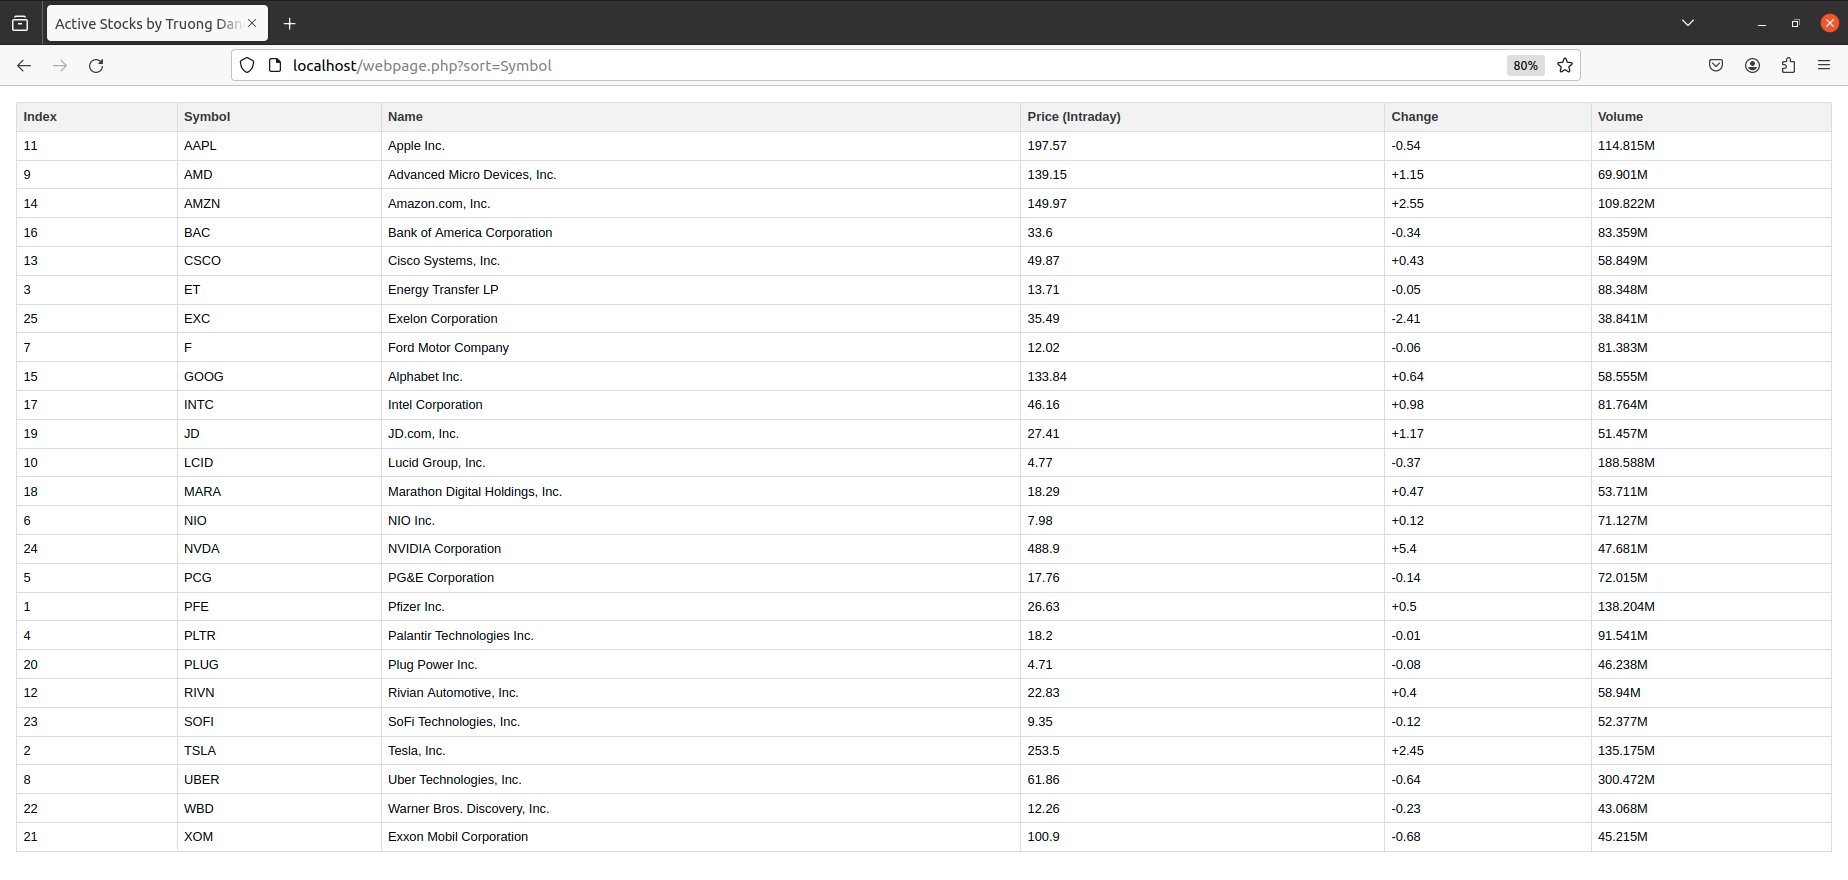 Active Stocks by Truong Dan
localhost/webpage.php?sort=Symbol 80%
Index Symbol Name Price (Intraday) Change Volume
11 AAPL Apple Inc. 197.57 -0.54 114.815M
9 AMD Advanced Micro Devices, Inc. 139.15 +1.15 69.901M
14 AMZN Amazon.com, Inc. 149.97 +2.55 109.822M
16 BAC Bank of America Corporation 33.6 -0.34 83.359M
13 CSCO Cisco Systems, Inc. 49.87 +0.43 58.849M
3 ET Energy Transfer LP 13.71 -0.05 88.348M
25 EXC Exelon Corporation 35.49 -2.41 38.841M
7 F Ford Motor Company 12.02 -0.06 81.383M
15 GOOG Alphabet Inc. 133.84 +0.64 58.555M
17 INTC Intel Corporation 46.16 +0.98 81.764M
19 JD JD.com, Inc. 27.41 +1.17 51.457M
10 LCID Lucid Group, Inc. 4.77 -0.37 188.588M
18 MARA Marathon Digital Holdings, Inc. 18.29 +0.47 53.711M
6 NIO NIO Inc. 7.98 +0.12 71.127M
24 NVDA NVIDIA Corporation 488.9 +5.4 47.681M
5 PCG PG&E Corporation 17.76 -0.14 72.015M
1 PFE Pfizer Inc. 26.63 +0.5 138.204M
4 PLTR Palantir Technologies Inc. 18.2 -0.01 91.541M
20 PLUG Plug Power Inc. 4.71 -0.08 46.238M
12 RIVN Rivian Automotive, Inc. 22.83 +0.4 58.94M
23 SOFI SoFi Technologies, Inc. 9.35 -0.12 52.377M
2 TSLA Tesla, Inc. 253.5 +2.45 135.175M
8 UBER Uber Technologies, Inc. 61.86 -0.64 300.472M
22 WBD Warner Bros. Discovery, Inc. 12.26 -0.23 43.068M
21 XOM Exxon Mobil Corporation 100.9 -0.68 45.215M